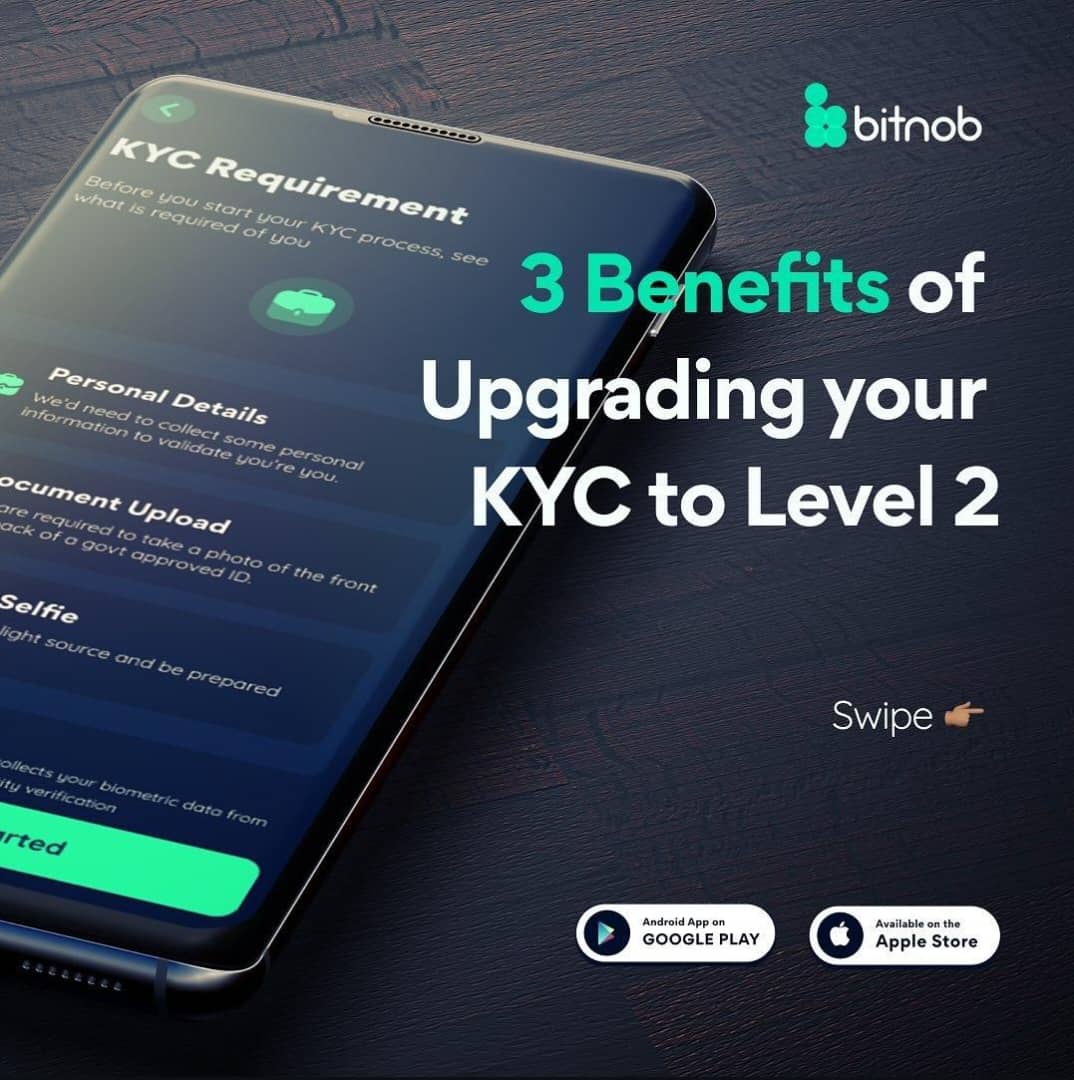 bitnob
3 Benefits of
Upgrading your
KYC to Level 2
Swipe
KYC Requirement
Before you start your KYC process, see
what is required of you
Personal Details
We'd need to collect some personal
information to validate you're you.
ocument Upload
are required to take a photo of the front
ack of a govt approved ID.
Selfie
light source and be prepared
ollects your biometric data from
ity verification
arted
Android App on
GOOGLE PLAY
Available on the
Apple Store